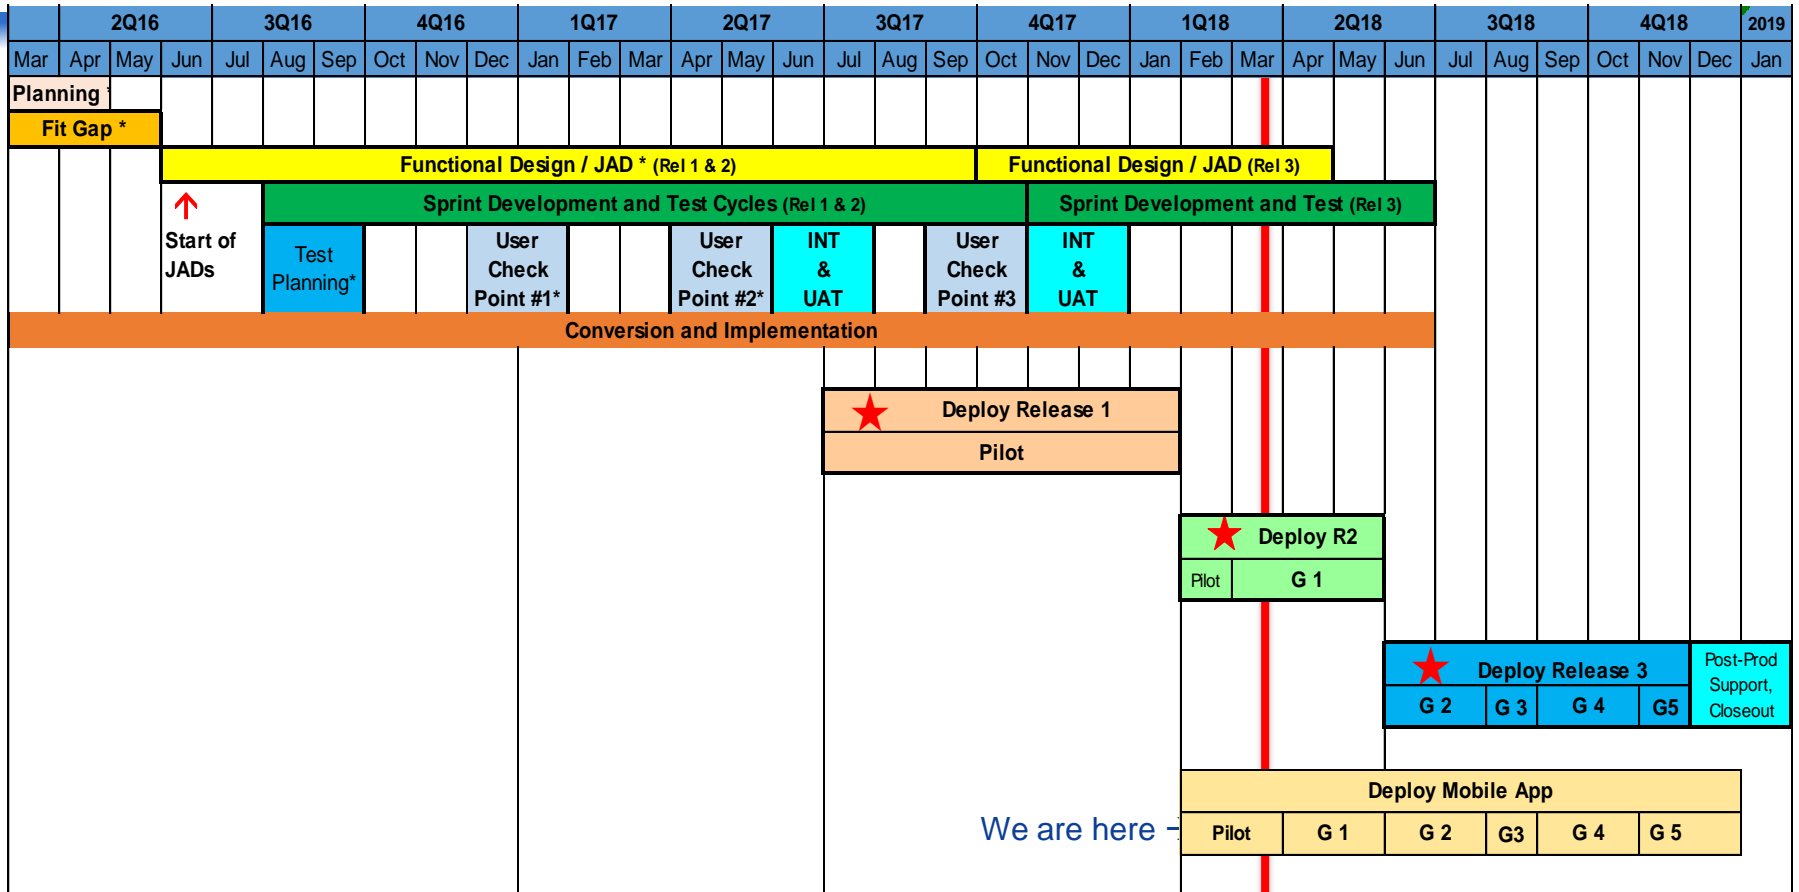 2Q16 3Q16 4Q16 1Q17 2Q17 3Q17 4Q17 1Q18 2Q18 3Q18 4Q18 2019
Mar Apr May Jun Jul Aug Sep Oct Nov Dec Jan Feb Mar Apr May Jun Jul Aug Sep Oct Nov Dec Jan Feb Mar Apr May Jun Jul Aug Sep Oct Nov Dec Jan
Planning *
Fit Gap *
Functional Design / JAD * (Rel 1 & 2) Functional Design / JAD (Rel 3)
Sprint Development and Test Cycles (Rel 1 & 2) Sprint Development and Test (Rel 3)
Start of
JADs
Test
Planning*
User
Check
Point #1*
User
Check
Point #2*
INT
&
UAT
User
Check
Point #3
INT
&
UAT
Conversion and Implementation
Deploy Release 1
Pilot
Deploy R2
Pilot G 1
Deploy Release 3
G 2 G 3 G 4 G5
Post-Prod
Support,
Closeout
Deploy Mobile App
We are here
Pilot G 1 G 2 G3 G 4 G 5